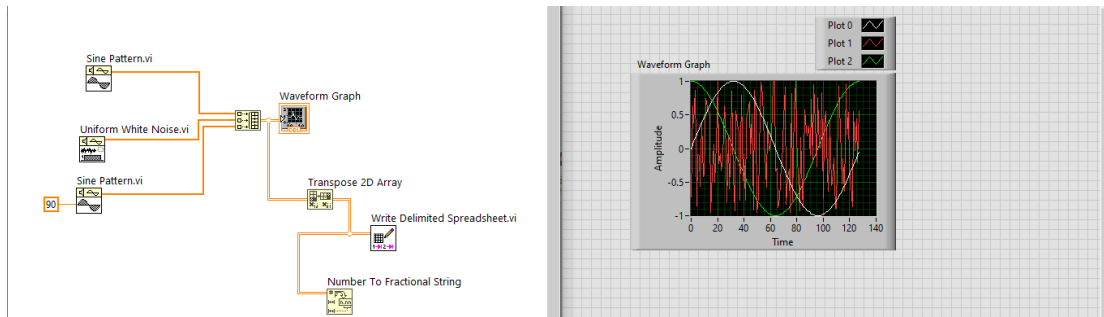 Sine Pattern.vi
Uniform White Noise.vi
Sine Pattern.vi
90
Waveform Graph
Transpose 2D Array
Write Delimited Spreadsheet.vi
Number To Fractional String
Plot 0
Plot 1
Plot 2
Waveform Graph
Amplitude
1
0.5
0
-0.5
-1
0 20 40 60 80 100 120 140
Time